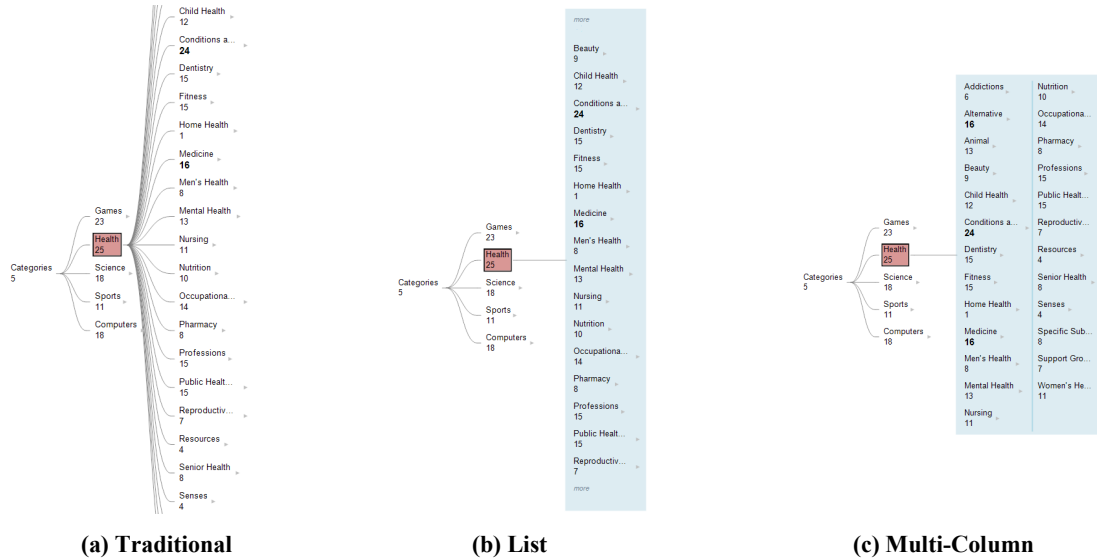 Child Health
12
Conditions a...
24
Dentistry
15
Fitness
15
Home Health
1
Medicine
16
Men's Health
8
Mental Health
13
Nursing
11
Nutrition
10
Occupationa...
14
Pharmacy
8
Professions
15
Public Healt...
15
Reproductiv...
7
Resources
4
Senior Health
8
Senses
4
Games
23
Health
25
Categories
5
Science
18
Sports
11
Computers
18
(a) Traditional
more
Beauty
9
Child Health
12
Conditions a...
24
Dentistry
15
Fitness
15
Home Health
1
Medicine
16
Men's Health
8
Mental Health
13
Nursing
11
Nutrition
10
Occupationa...
14
Pharmacy
8
Professions
15
Public Healt...
15
Reproductiv...
7
more
Games
23
Health
25
Categories
5
Science
18
Sports
11
Computers
18
(b) List
Addictions
6
Alternative
16
Animal
13
Beauty
9
Child Health
12
Conditions a...
24
Dentistry
15
Fitness
15
Home Health
1
Medicine
16
Men's Health
8
Mental Health
13
Nursing
11
Nutrition
10
Occupationa...
14
Pharmacy
8
Professions
15
Public Healt...
15
Reproductiv...
7
Resources
4
Senior Health
8
Senses
4
Specific Sub...
8
Support Gro...
7
Women's He...
11
Games
23
Health
25
Categories
5
Science
18
Sports
11
Computers
18
(c) Multi-Column